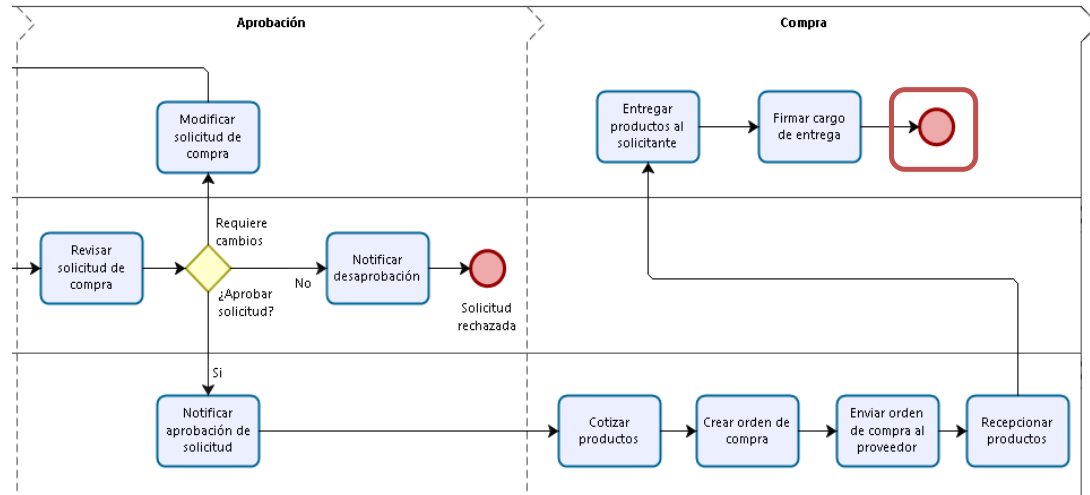 Aprobación
Compra
Modificar
solicitud de
compra
Entregar
productos al
solicitante
Firmar cargo
de entrega
Requiere
cambios
Revisar
solicitud de
compra
Notificar
desaprobación
No
¿Aprobar
solicitud?
Solicitud
rechazada
Si
Notificar
aprobación de
solicitud
Cotizar
productos
Crear orden de
compra
Enviar orden
de compra al
proveedor
Recepcionar
productos